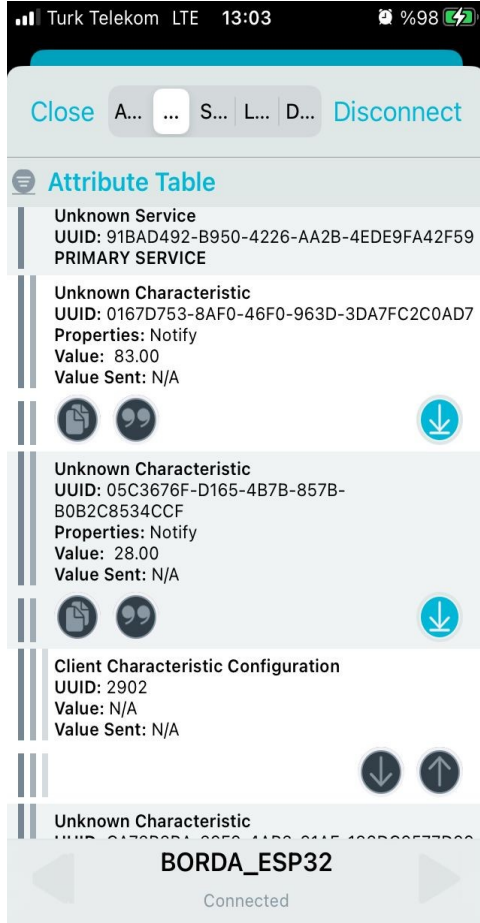 Turk Telekom LTE 13:03 %98
Close A... ... S... L... D... Disconnect
Attribute Table
Unknown Service
UUID: 91BAD492-B950-4226-AA2B-4EDE9FA42F59
PRIMARY SERVICE
Unknown Characteristic
UUID: 0167D753-8AF0-46F0-963D-3DA7FC2C0AD7
Properties: Notify
Value: 83.00
Value Sent: N/A
Unknown Characteristic
UUID: 05C3676F-D165-4B7B-857B-
B0B2C8534CCF
Properties: Notify
Value: 28.00
Value Sent: N/A
Client Characteristic Configuration
UUID: 2902
Value: N/A
Value Sent: N/A
Unknown Characteristic
BORDA_ESP32
Connected